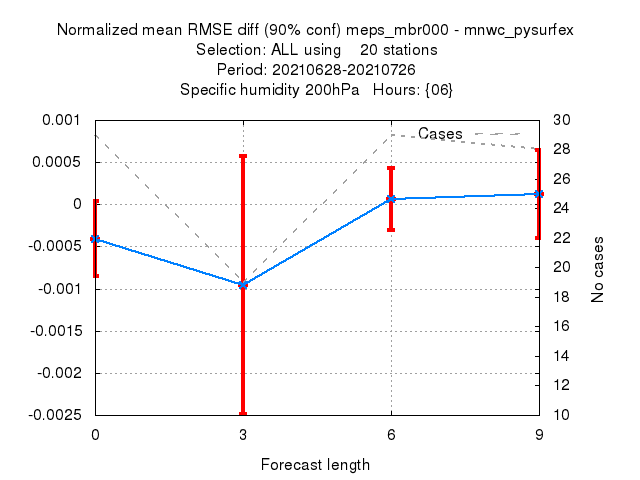 Normalized mean RMSE diff (90% conf) meps_mbr000 - mnwc_pysurfex
Selection: ALL using 20 stations
Period: 20210628-20210726
Specific humidity 200hPa Hours: {06}
0.001
0.0005
0
-0.0005
-0.001
-0.0015
-0.002
-0.0025
Cases
30
28
26
24
22
20
18
16
14
12
10
No cases
0 3 6 9
Forecast length